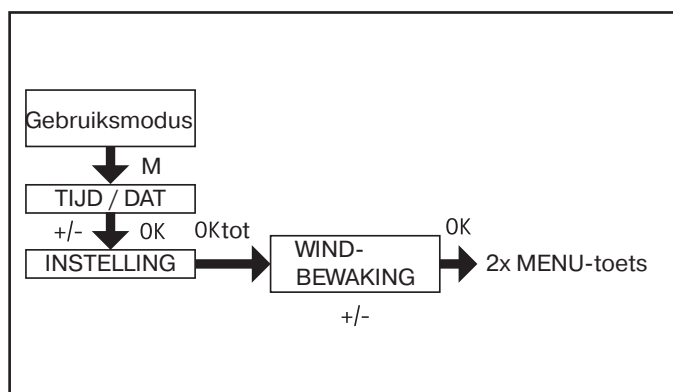 Gebruiksmodus
M
TIJD / DAT
+/- OK
INSTELLING
OKtot
WIND-
BEWAKING
+/-
OK
2x MENU-toets